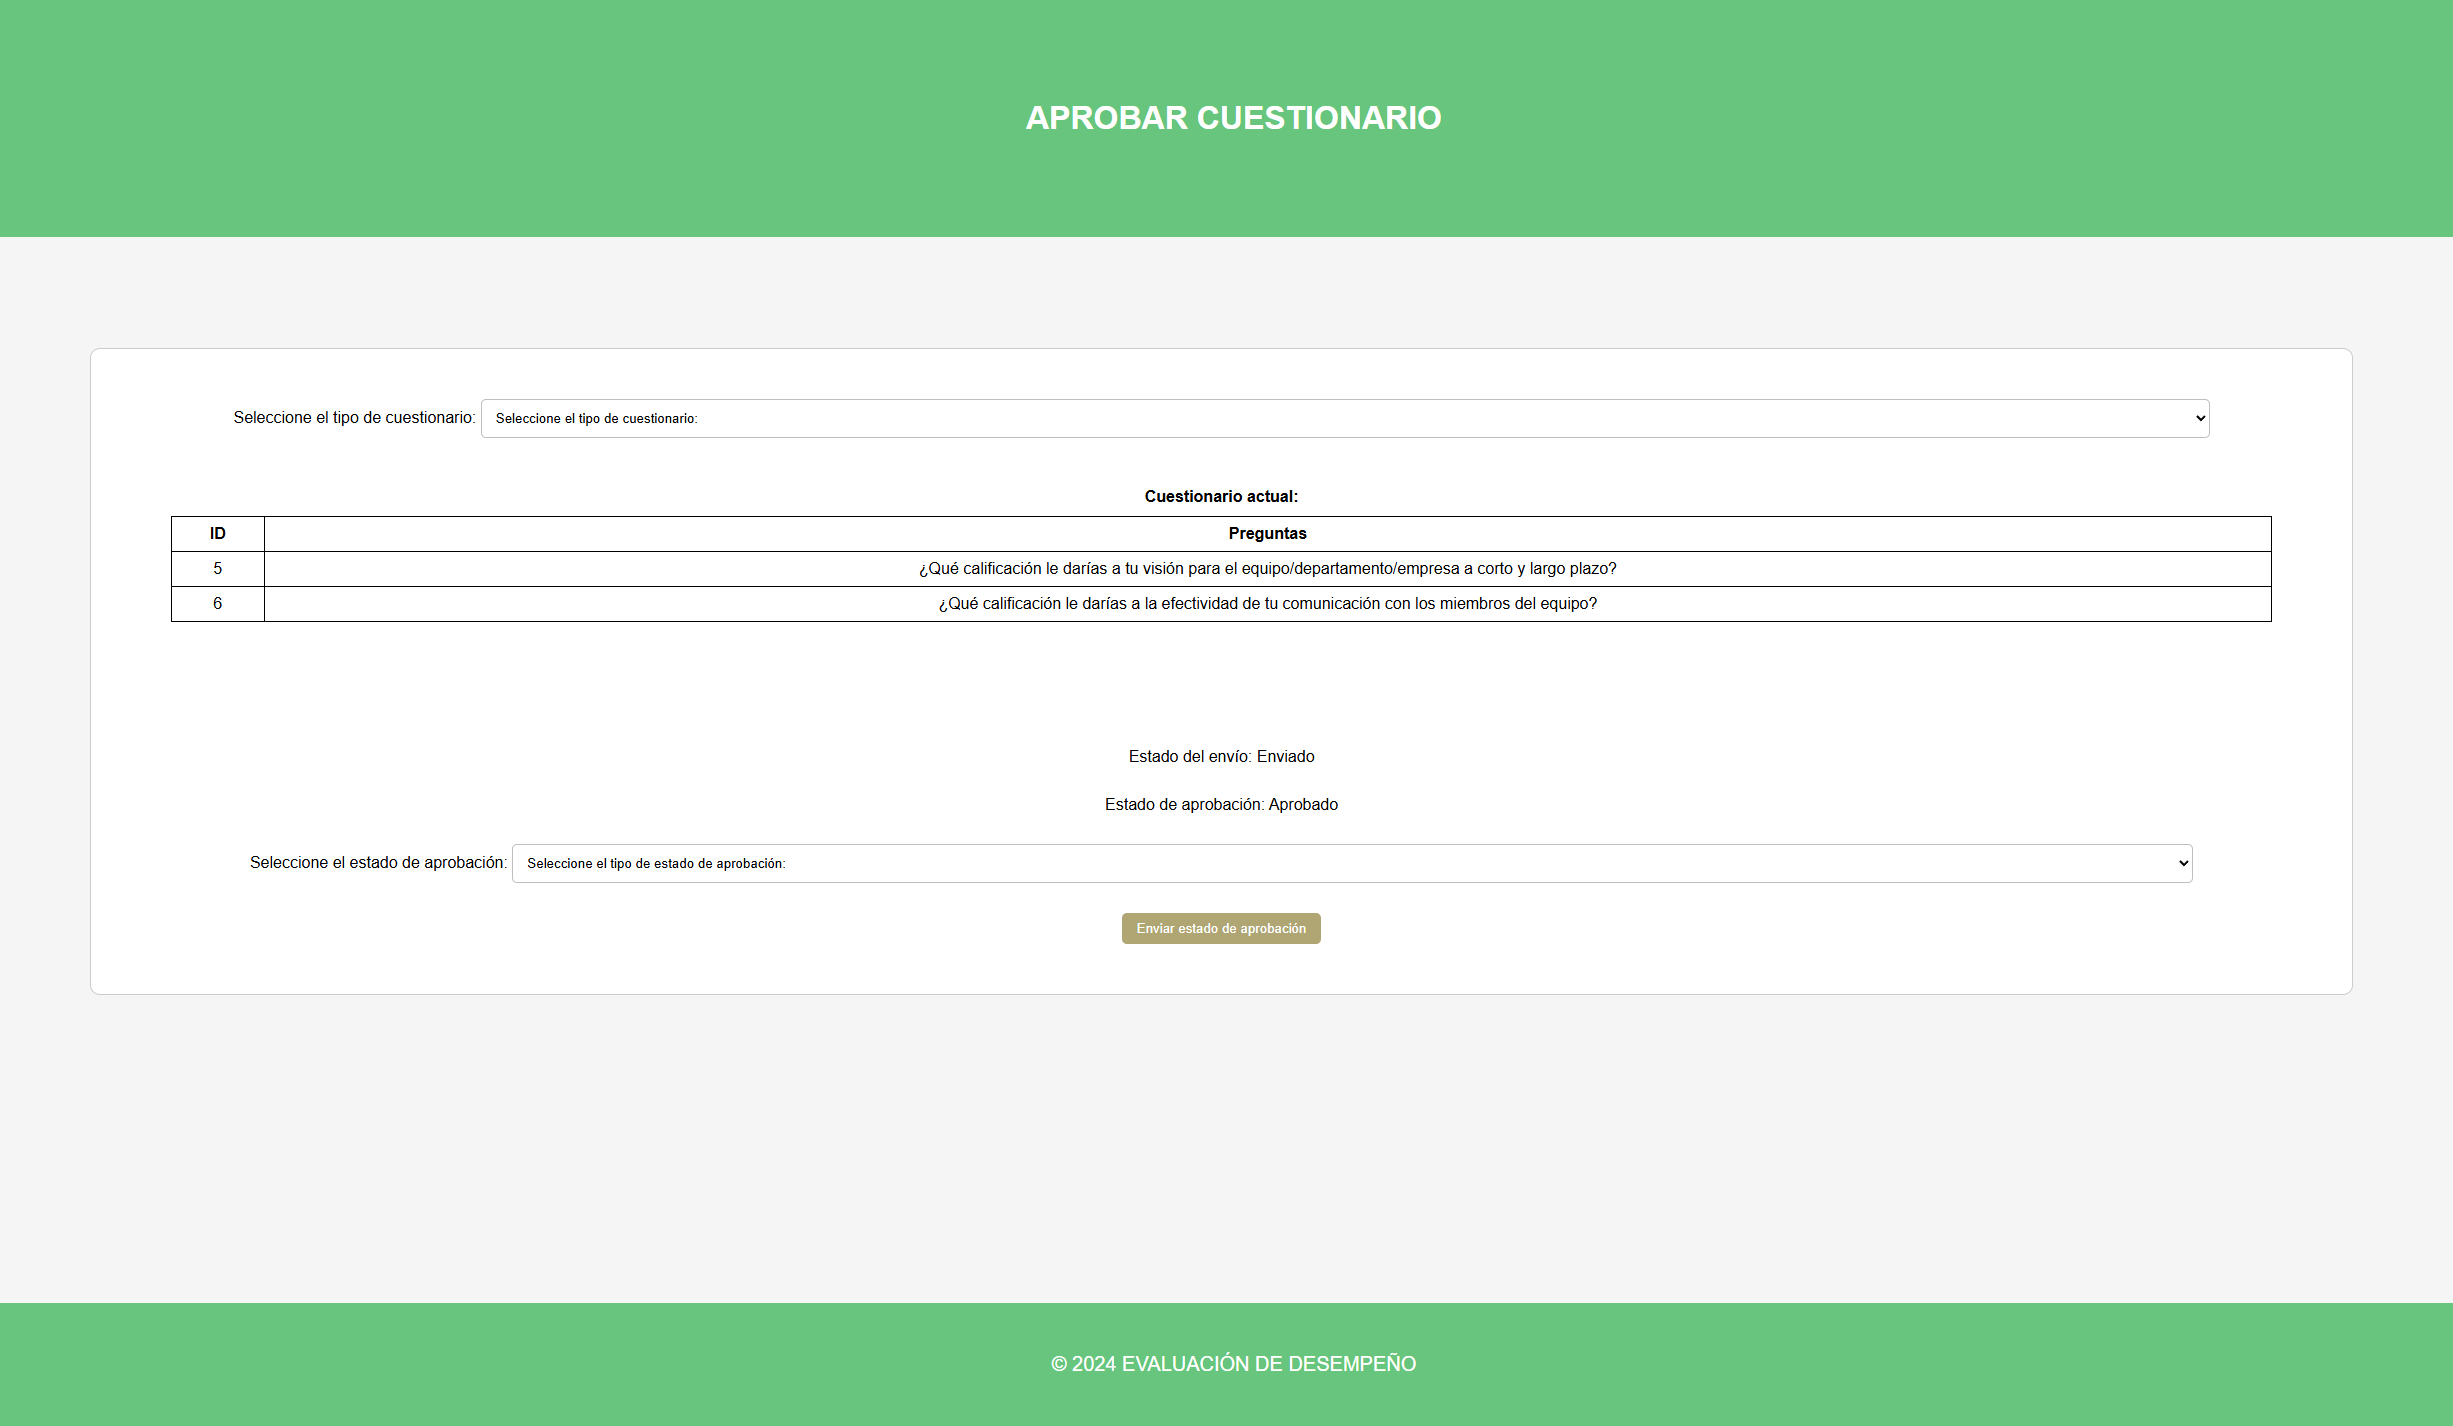 APROBAR CUESTIONARIO
Seleccione el tipo de cuestionario: Seleccione el tipo de cuestionario:
Cuestionario actual:
ID Preguntas
5 ¿Qué calificación le darías a tu visión para el equipo/departamento/empresa a corto y largo plazo?
6 ¿Qué calificación le darías a la efectividad de tu comunicación con los miembros del equipo?
Estado del envío: Enviado
Estado de aprobación: Aprobado
Seleccione el estado de aprobación: Seleccione el tipo de estado de aprobación:
Enviar estado de aprobación
© 2024 EVALUACIÓN DE DESEMPEÑO